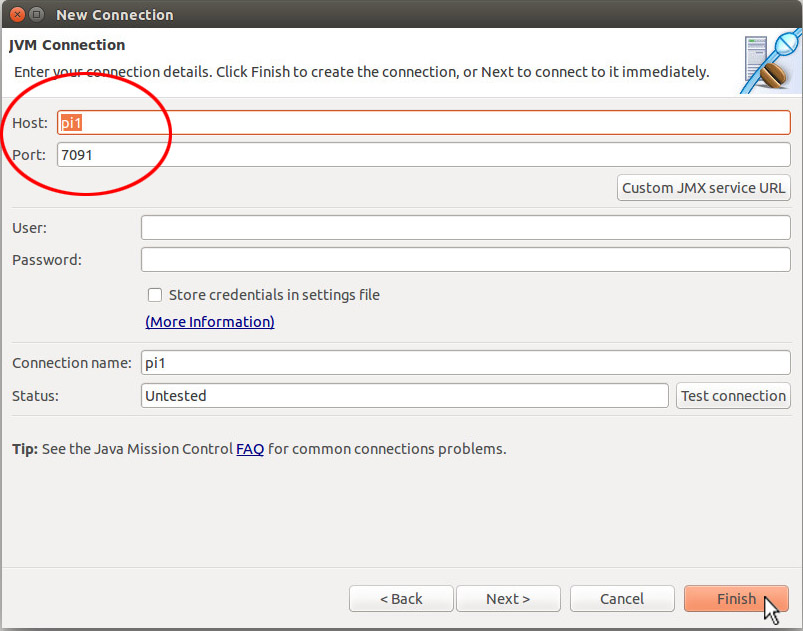 New Connection
JVM Connection
Enter your connection details. Click Finish to create the connection, or Next to connect to it immediately.
Host: pi1
Port: 7091
Custom JMX service URL
User:
Password:
Store credentials in settings file
(More Information)
Connection name: pi1
Status: Untested Test connection
Tip: See the Java Mission Control FAQ for common connections problems.
< Back Next > Cancel Finish